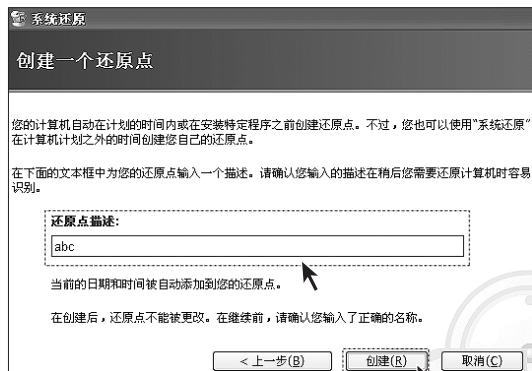 系统还原
创建一个还原点
您的计算机自动在计划的时间内或在安装特定程序之前创建还原点。不过，您也可以使用"系统还原"
在计算机计划之外的时间创建您自己的还原点。
在下面的文本框中为您的还原点输入一个描述。请确认您输入的描述在稍后您需要还原计算机时容易
识别。
还原点描述:
abc
当前的日期和时间被自动添加到您的还原点。
在创建后，还原点不能被更改。在继续前，请确认您输入了正确的名称。
< 上一步(B)
创建(R)
取消(C)